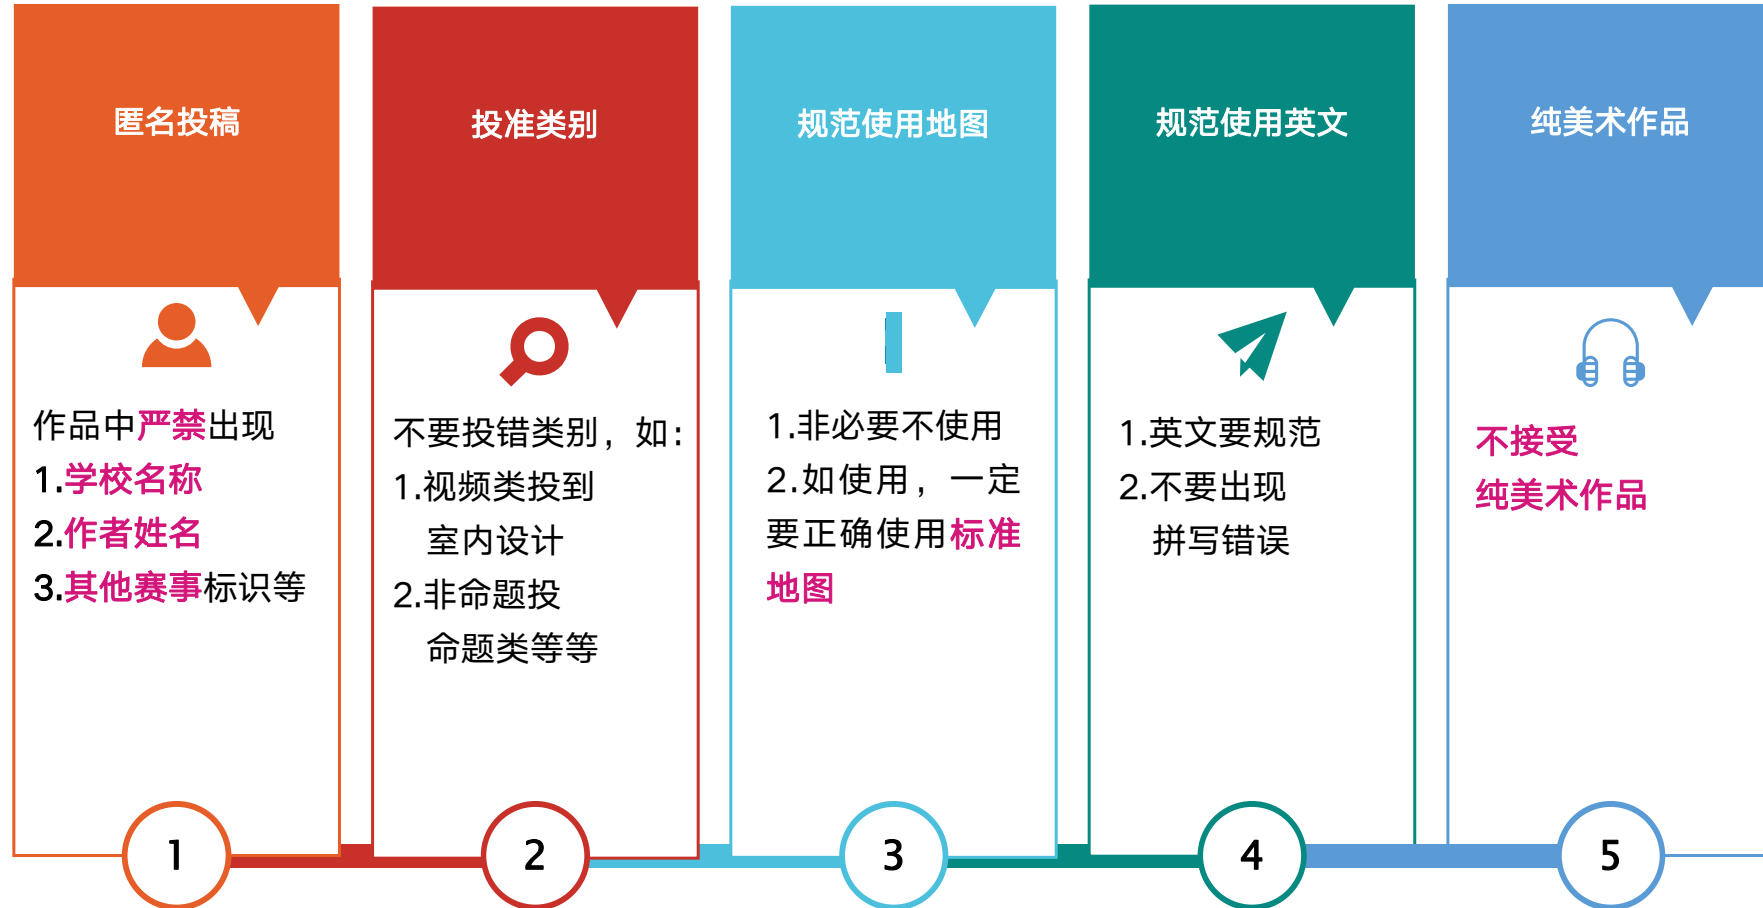 匿名投稿
作品中严禁出现
1.学校名称
2.作者姓名
3.其他赛事标识等
1
投准类别
不要投错类别，如：
1.视频类投到
室内设计
2.非命题投
命题类等等
2
规范使用地图
1.非必要不使用
2.如使用，一定
要正确使用标准
地图
3
规范使用英文
1.英文要规范
2.不要出现
拼写错误
4
纯美术作品
不接受
纯美术作品
5